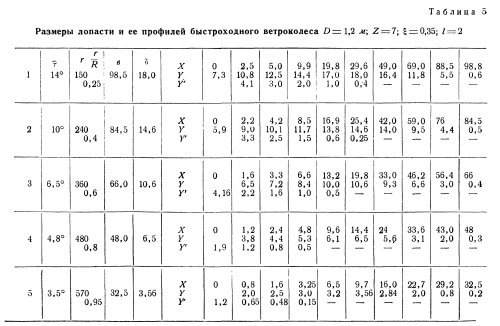 Таблица 5
Размеры лопасти и ее профилей быстроходного ветроколеса D = 1,2 м; Z = 7; ξ = 0,35; i = 2
φ r r/R в δ
1 14° 150 0,25 98,5 18,0
X 0 2,5 5,0 9,9 19,8 29,6 49,0 69,0 88,5 98,8
Y 7,3 10,8 12,5 14,4 17,0 18,0 16,4 11,8 5,5 0,6
Y' 4,1 3,0 2,0 1,0 0,4 — — — —
2 10° 240 0,4 84,5 14,6
X 0 2,2 4,2 8,5 16,9 25,4 42,0 59,0 76 84,5
Y 5,9 9,0 10,1 11,7 13,8 14,6 14,0 9,5 4,4 0,5
Y' 3,3 2,5 1,5 0,6 0,25 — — — —
3 6,5° 360 0,6 66,0 10,6
X 0 1,6 3,3 6,6 13,2 19,8 33,0 46,2 56,4 66
Y 6,5 7,2 8,4 10,0 10,6 9,3 6,6 3,0 0,4
Y' 4,16 2,2 1,6 1,0 0,5 — — — — —
4 4,8° 480 0,8 48,0 6,5
X 0 1,2 2,4 4,8 9,6 14,4 24 33,6 43,0 48
Y 3,8 4,4 5,3 6,1 6,5 5,6 3,1 2,0 0,3
Y' 1,9 1,2 0,8 0,5 — — — — — —
5 3,5° 570 0,95 32,5 3,56
X 0 0,8 1,6 3,25 6,5 9,7 16,0 22,7 29,2 32,5
Y 2,0 2,5 3,0 3,2 3,56 2,84 2,0 0,8 0,2
Y' 1,2 0,65 0,48 0,15 — — — — — —